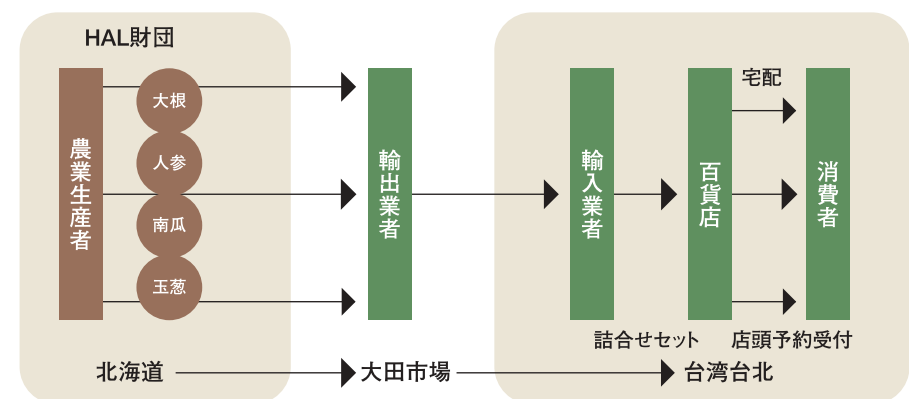 HAL財団
農業生産者
大根
人参
南瓜
玉葱
輸出業者
輸入業者
百貨店
宅配
消費者
詰合せセット
店頭予約受付
北海道
大田市場
台湾台北